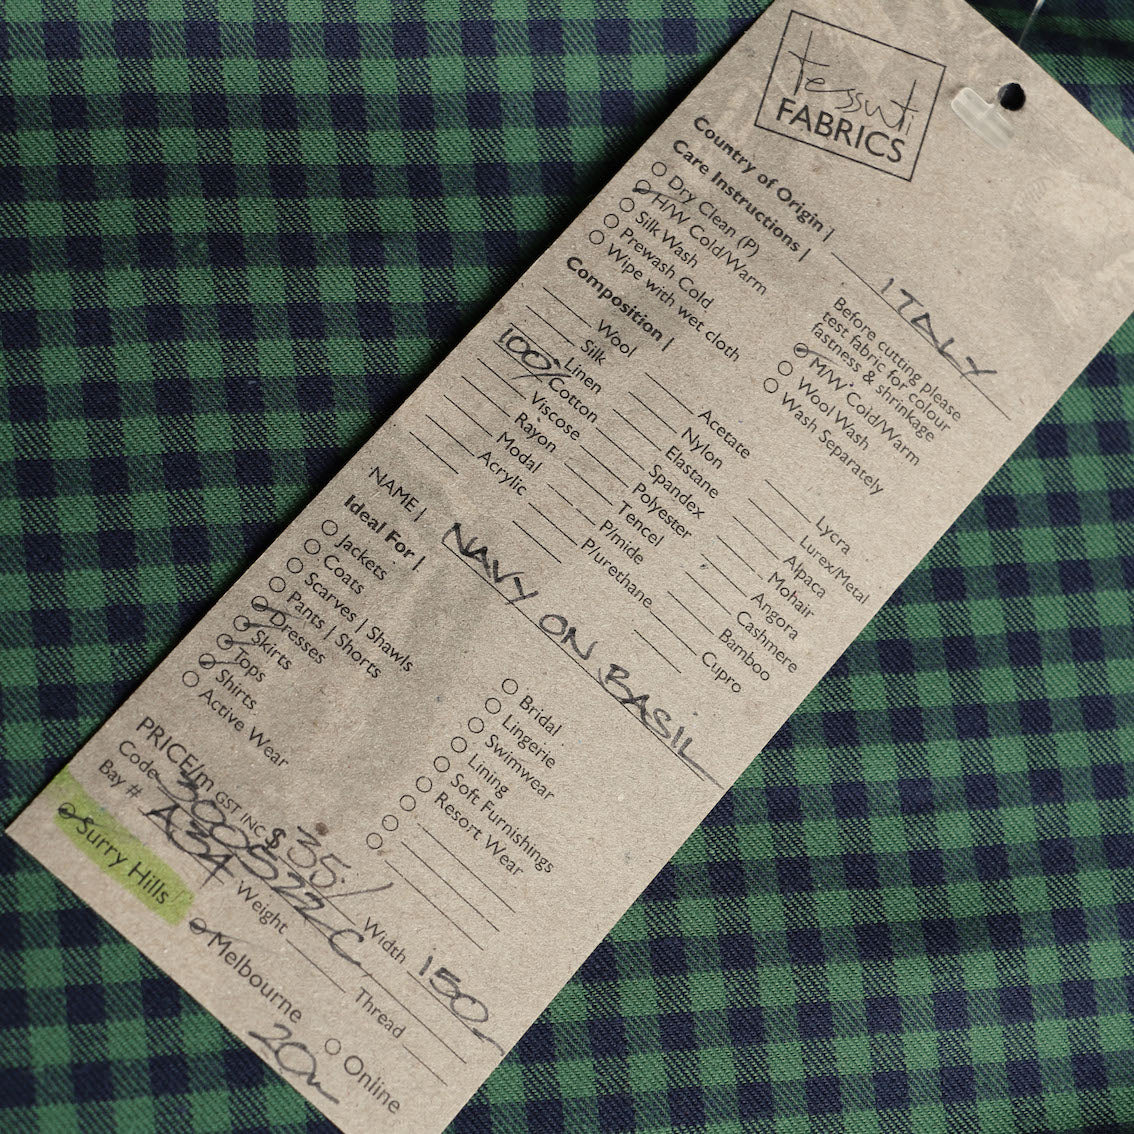 Tessuti
FABRICS
Country of Origin | ITALY
Care Instructions |
Dry Clean (P)
H/W Cold/Warm
Silk Wash
Prewash Cold
Wipe with wet cloth
Before cutting please
test fabric for colour
fastness & shrinkage
M/W Cold/Warm
Wool Wash
Wash Separately
Composition |
Wool
Silk
Linen
100% Cotton
Viscose
Rayon
Modal
Acrylic
Acetate
Nylon
Elastane
Spandex
Polyester
Tencel
P/mide
P/urethane
Lycra
Lurex/Metal
Alpaca
Mohair
Angora
Cashmere
Bamboo
Cupro
NAME | NAVY ON BASIL
Ideal For |
Jackets
Coats
Scarves | Shawls
Pants | Shorts
Dresses
Skirts
Tops
Shirts
Active Wear
Bridal
Lingerie
Swimwear
Lining
Soft Furnishings
Resort Wear
PRICE/m GST INC $ 35/ Width 150
Code 300522 C Thread
Bay # A3A Weight
Surry Hills Melbourne Online
20m